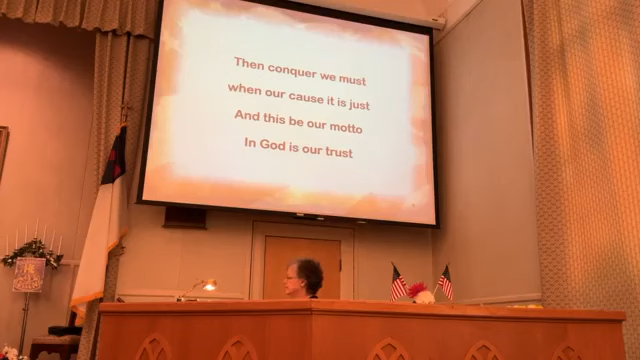 Then conquer we must
when our cause it is just
And this be our motto
In God is our trust